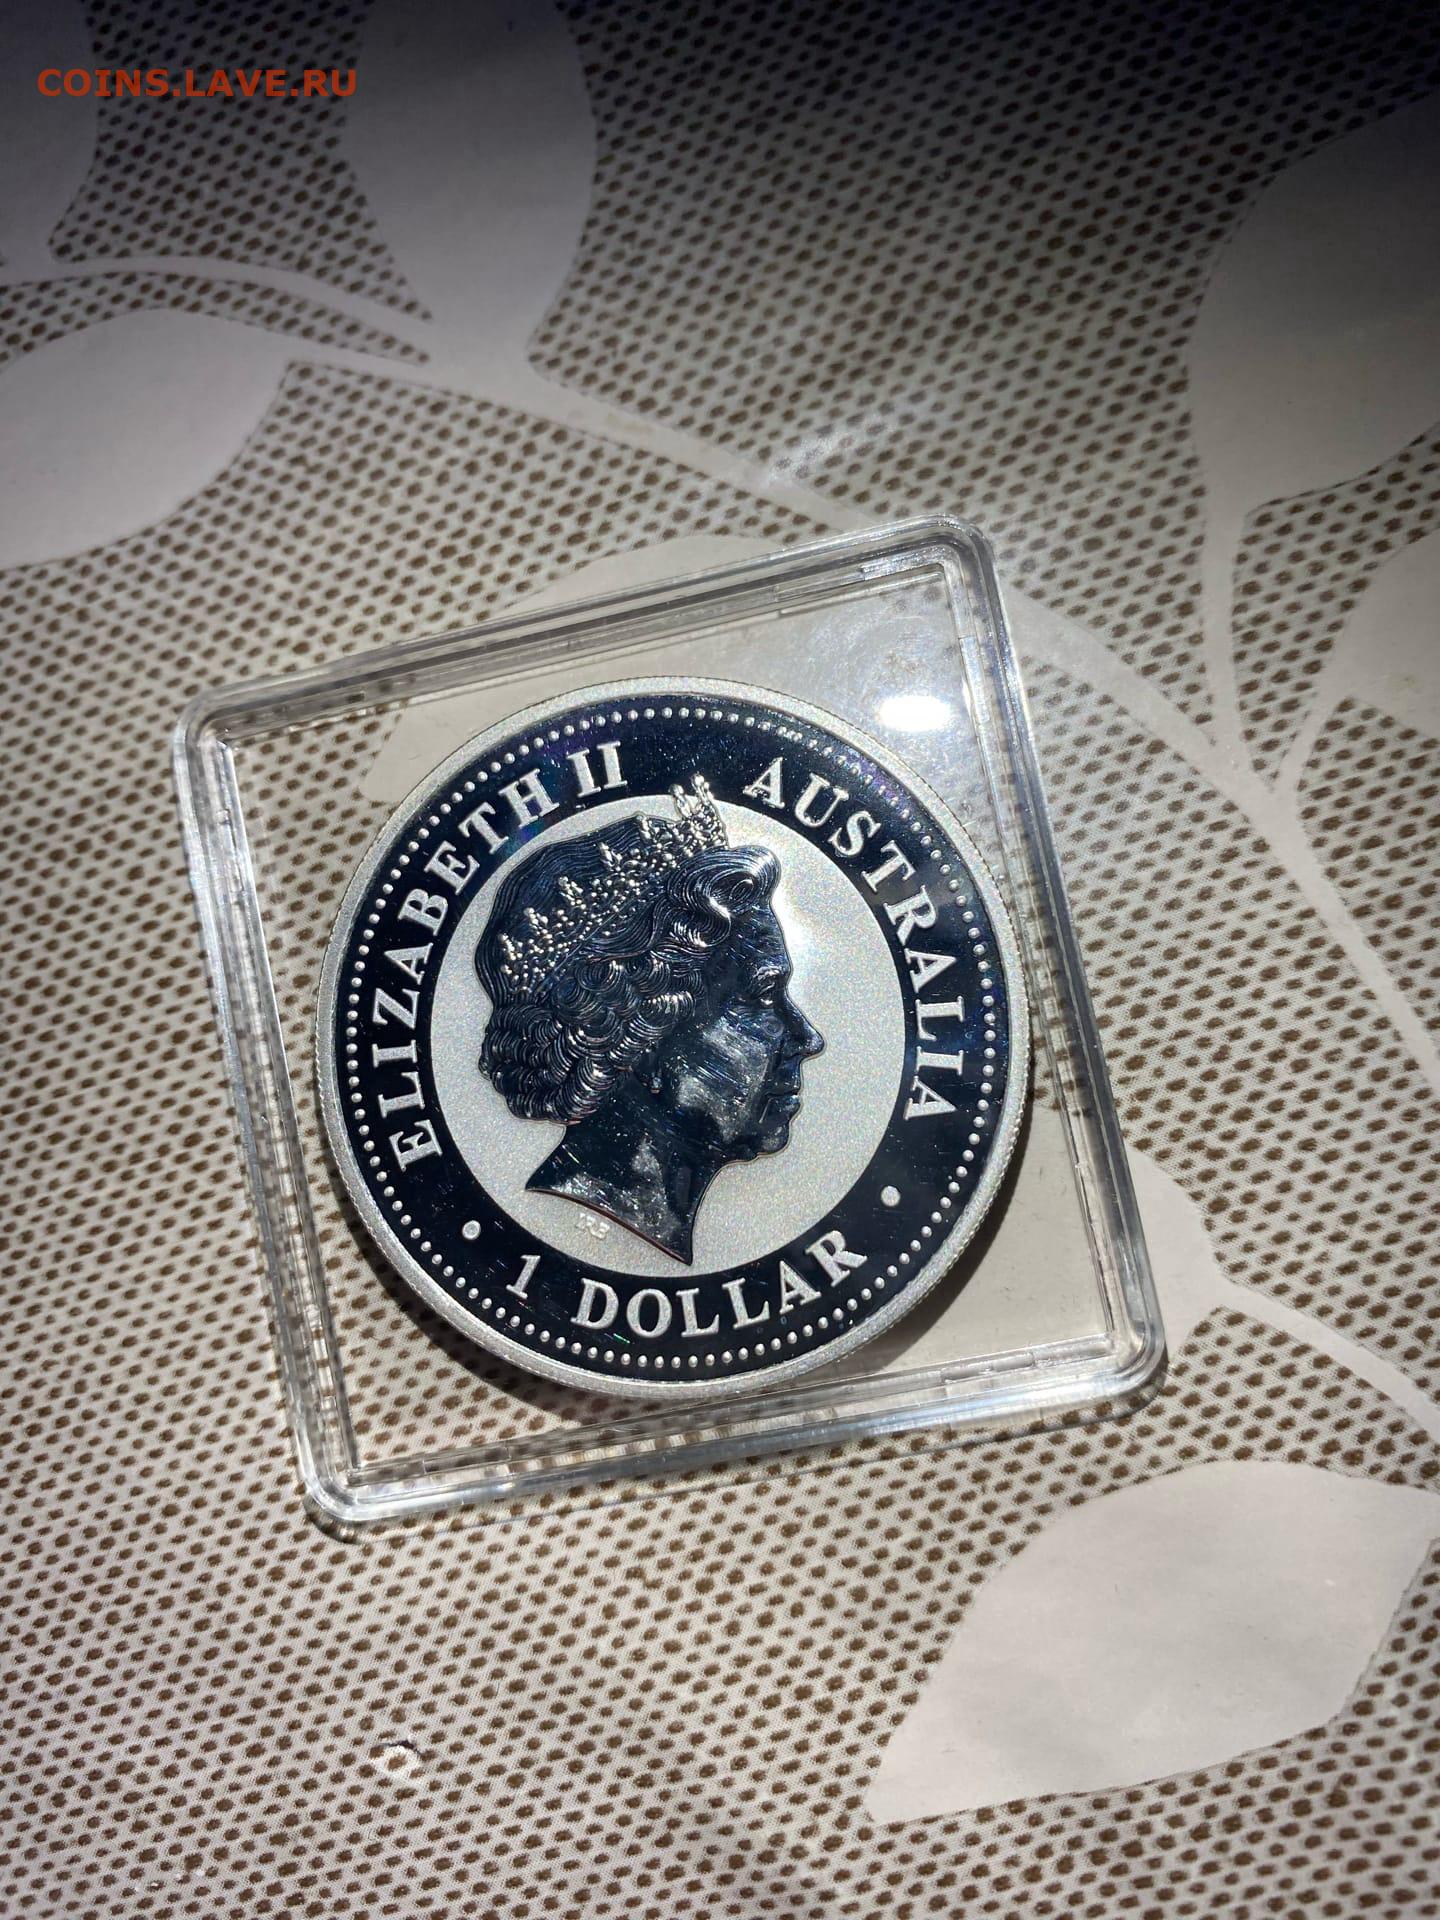 COINS.LAVE.RU
ELIZABETH II AUSTRALIA
• 1 DOLLAR •
IRB